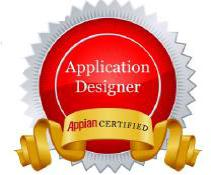 Application
Designer
Appian CERTIFIED